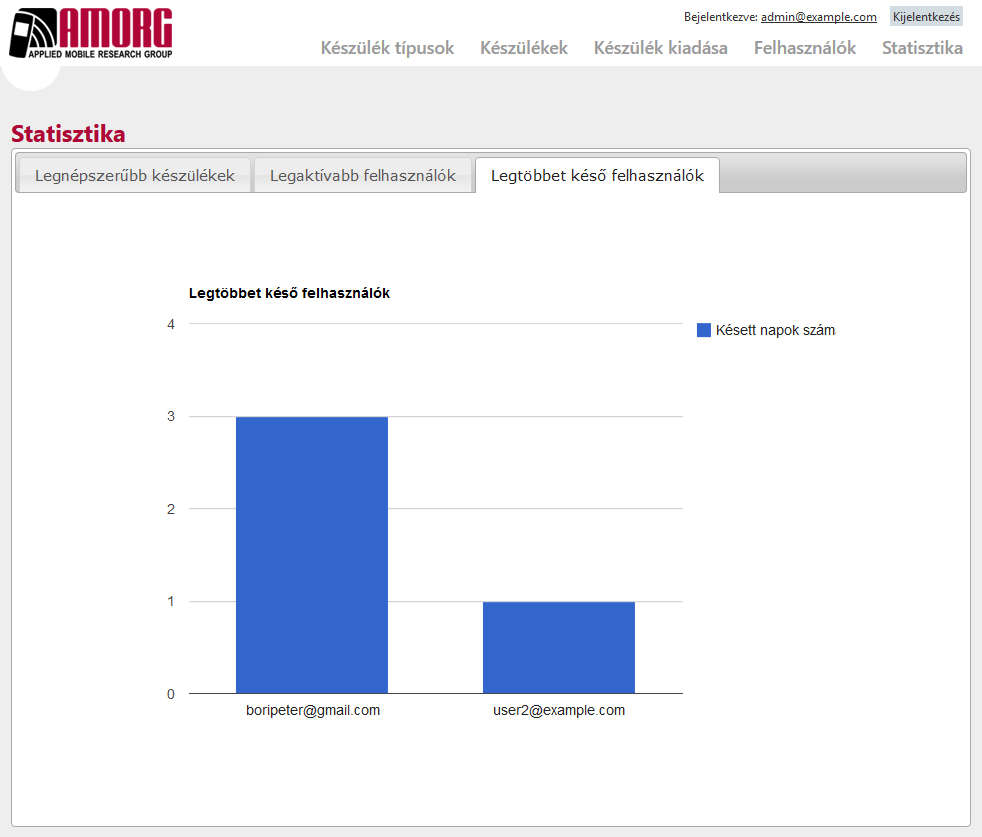 AMORG
APPLIED MOBILE RESEARCH GROUP
Bejelentkezve: admin@example.com Kijelentkezés
Készülék típusok Készülékek Készülék kiadása Felhasználók Statisztika
Statisztika
Legnépszerűbb készülékek Legaktívabb felhasználók Legtöbbet késő felhasználók
Legtöbbet késő felhasználók
4
Késett napok szám
3
2
1
0
boripeter@gmail.com user2@example.com